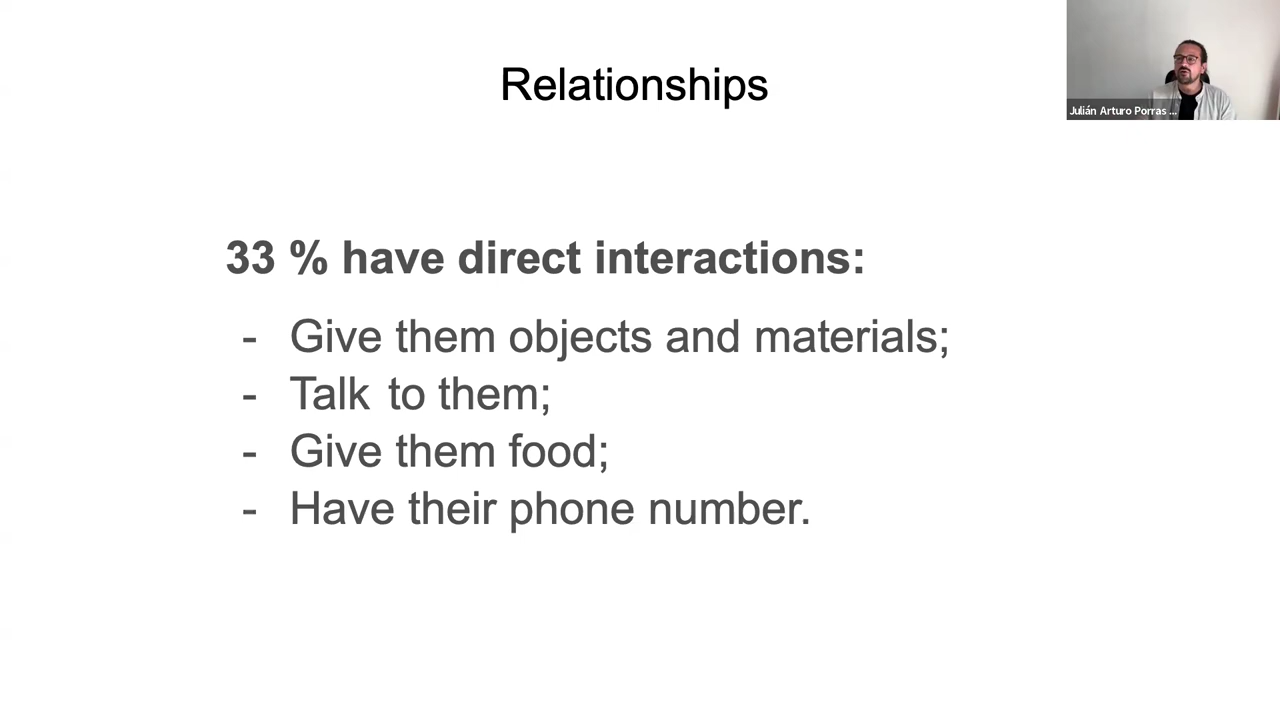 Relationships
Julián Arturo Porras ...
33 % have direct interactions:
- Give them objects and materials;
- Talk to them;
- Give them food;
- Have their phone number.